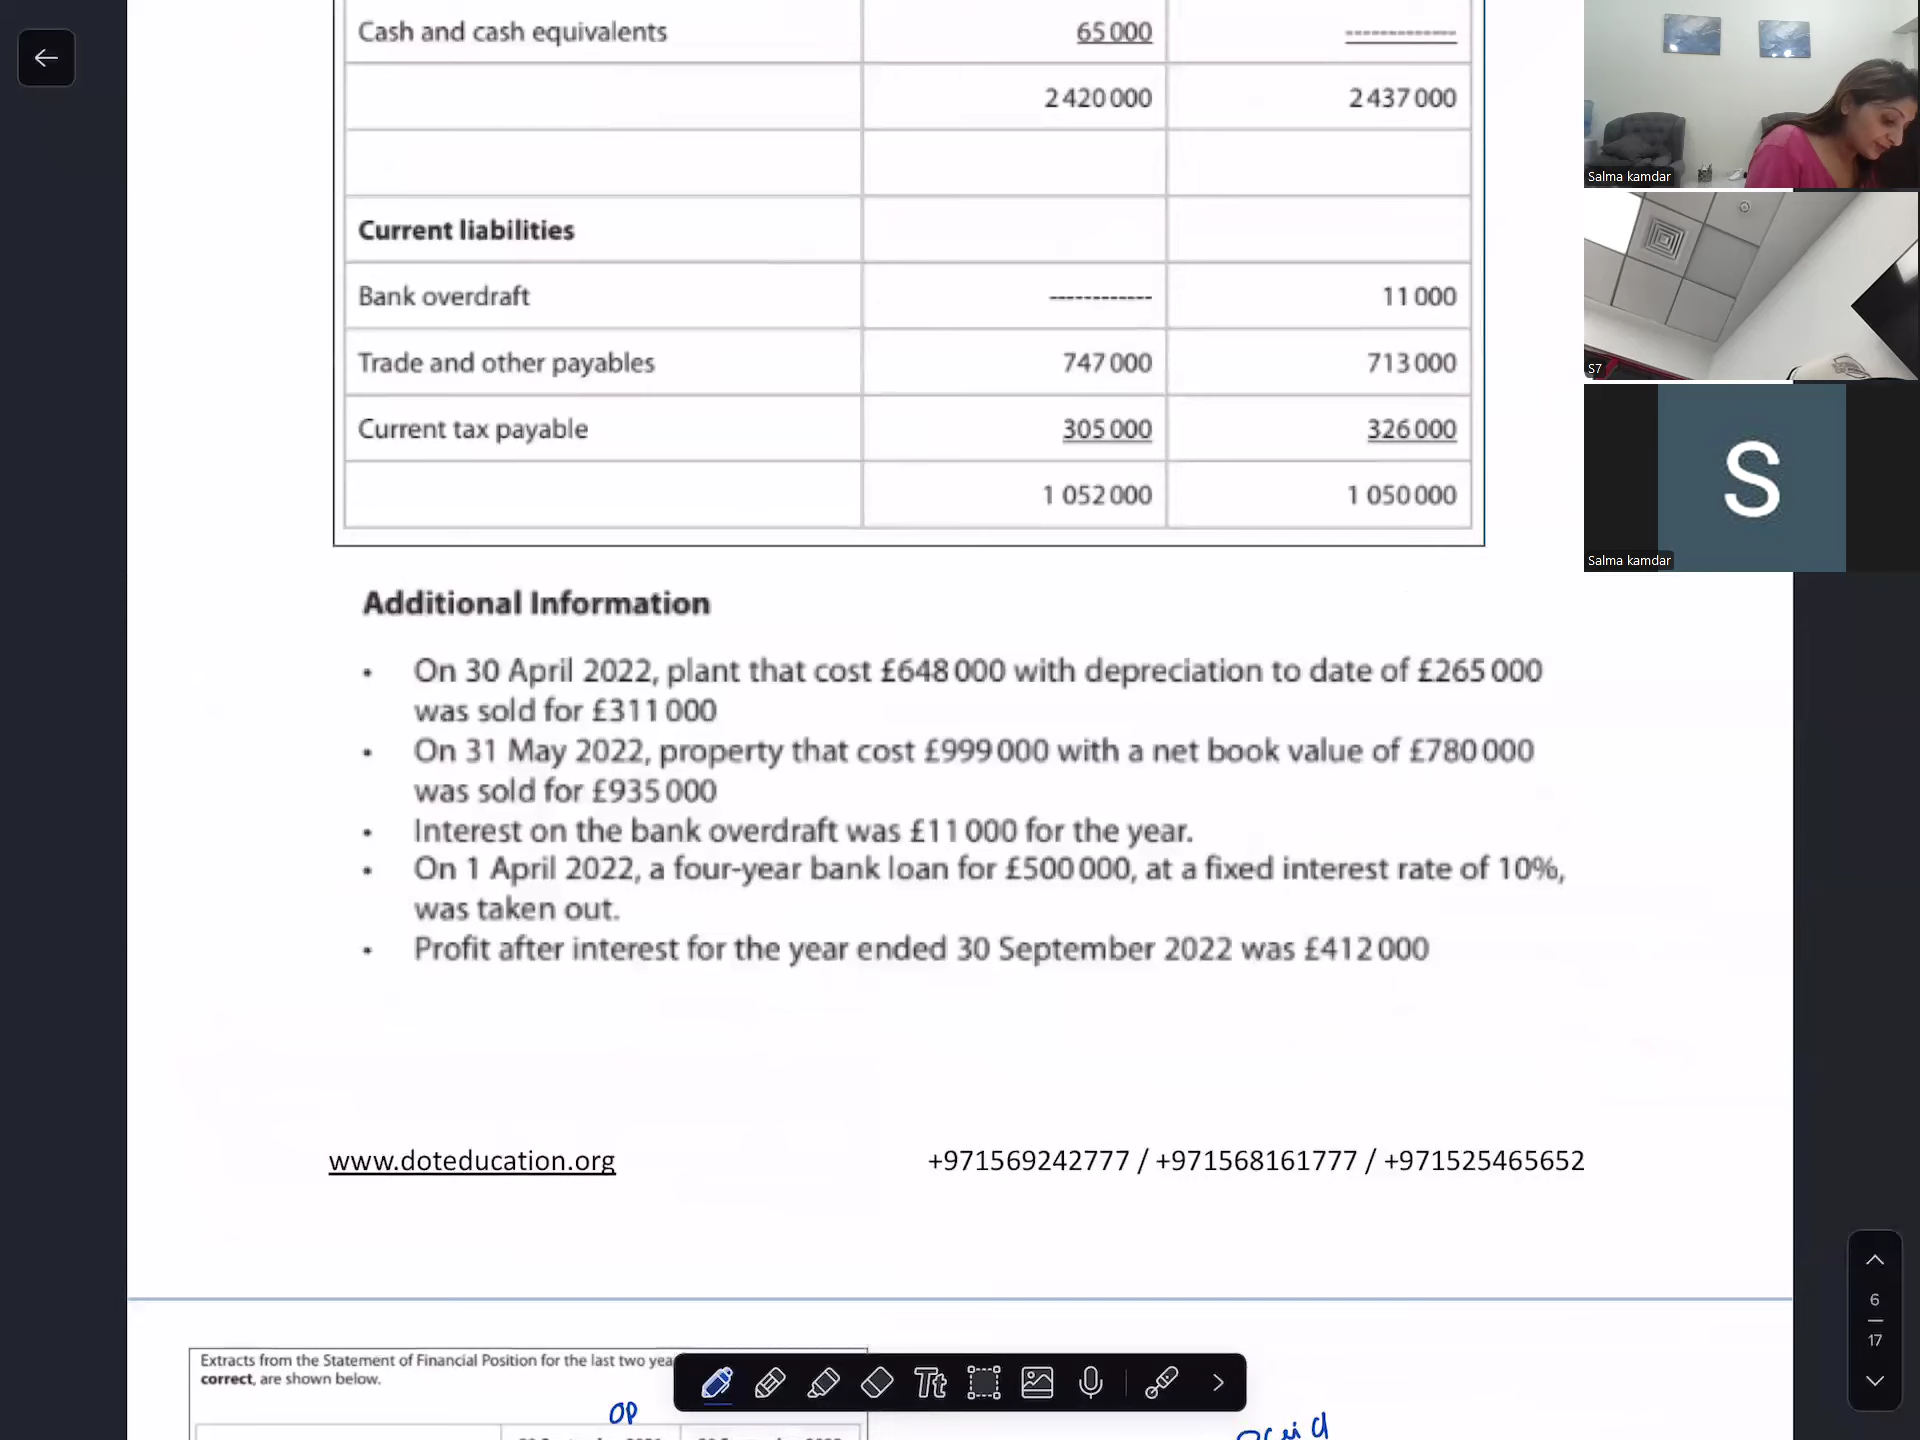 Cash and cash equivalents 65 000 -------------
2 420 000 2 437 000
Current liabilities
Bank overdraft ------------ 11 000
Trade and other payables 747 000 713 000
Current tax payable 305 000 326 000
1 052 000 1 050 000
Additional Information
• On 30 April 2022, plant that cost £648 000 with depreciation to date of £265 000
was sold for £311 000
• On 31 May 2022, property that cost £999 000 with a net book value of £780 000
was sold for £935 000
• Interest on the bank overdraft was £11 000 for the year.
• On 1 April 2022, a four-year bank loan for £500 000, at a fixed interest rate of 10%,
was taken out.
• Profit after interest for the year ended 30 September 2022 was £412 000
www.doteducation.org +971569242777 / +971568161777 / +971525465652
Extracts from the Statement of Financial Position for the last two
correct, are shown below.
OP
Salma kamdar
S7
S
Salma kamdar
6
17
Tt